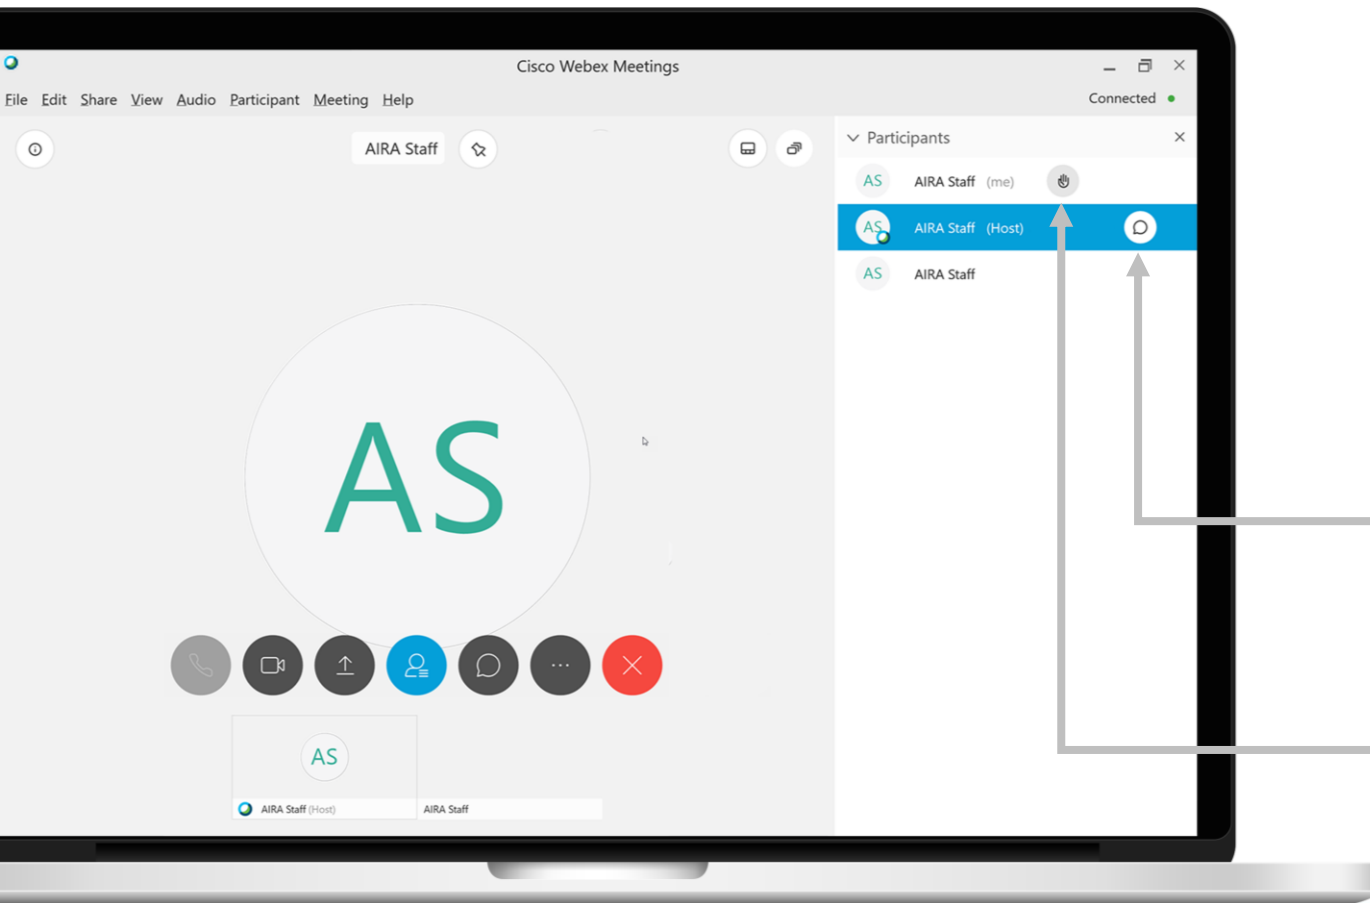 Cisco Webex Meetings
File Edit Share View Audio Participant Meeting Help
Connected
AIRA Staff
Participants
AS AIRA Staff (me)
AS AIRA Staff (Host)
AS AIRA Staff
AS
AS
AIRA Staff (Host)
AIRA Staff